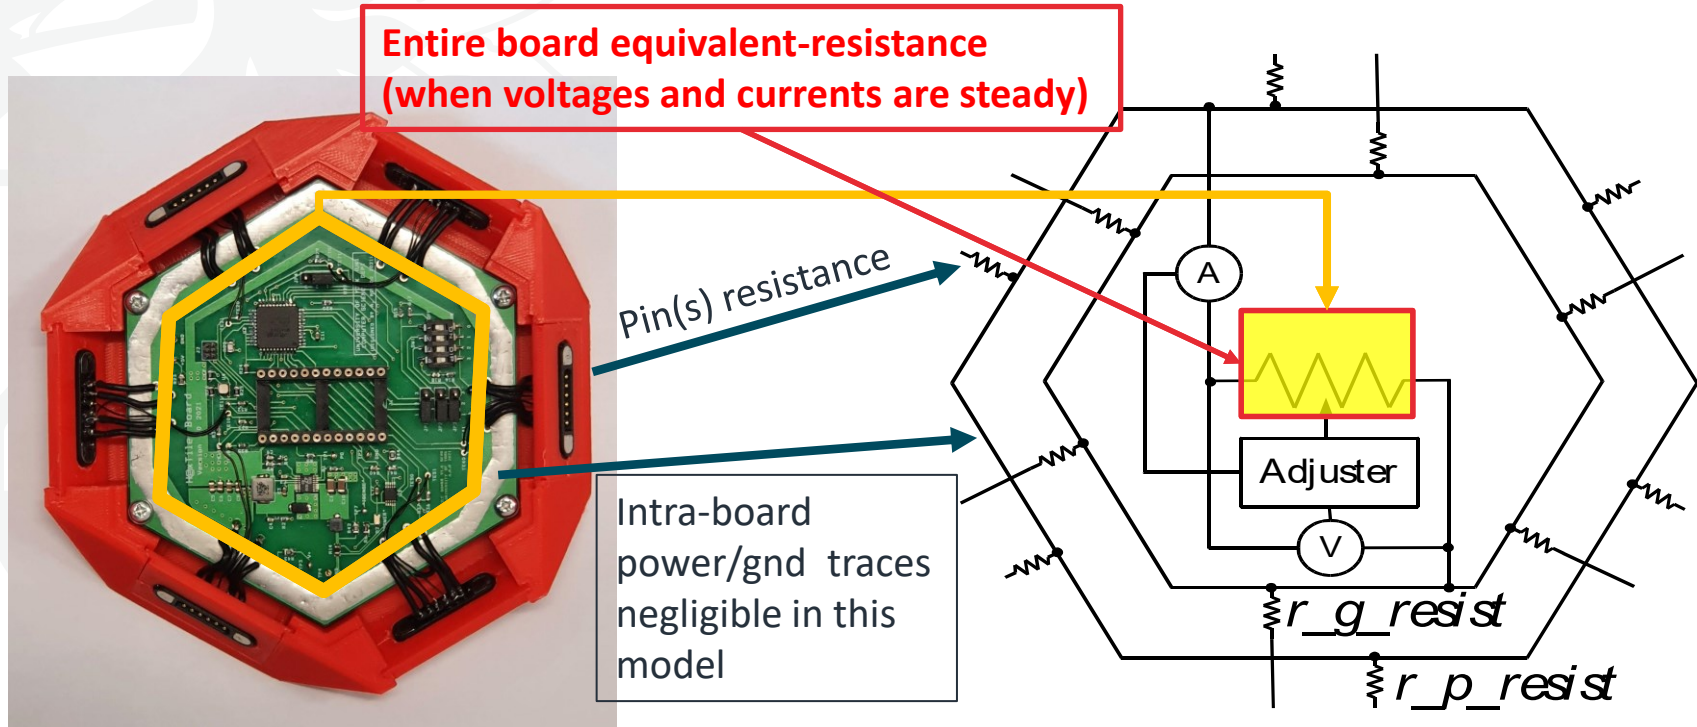 Entire board equivalent-resistance
(when voltages and currents are steady)
Pin(s) resistance
A
Adjuster
V
Intra-board
power/gnd traces
negligible in this
model
r_g_resist
r_p_resist